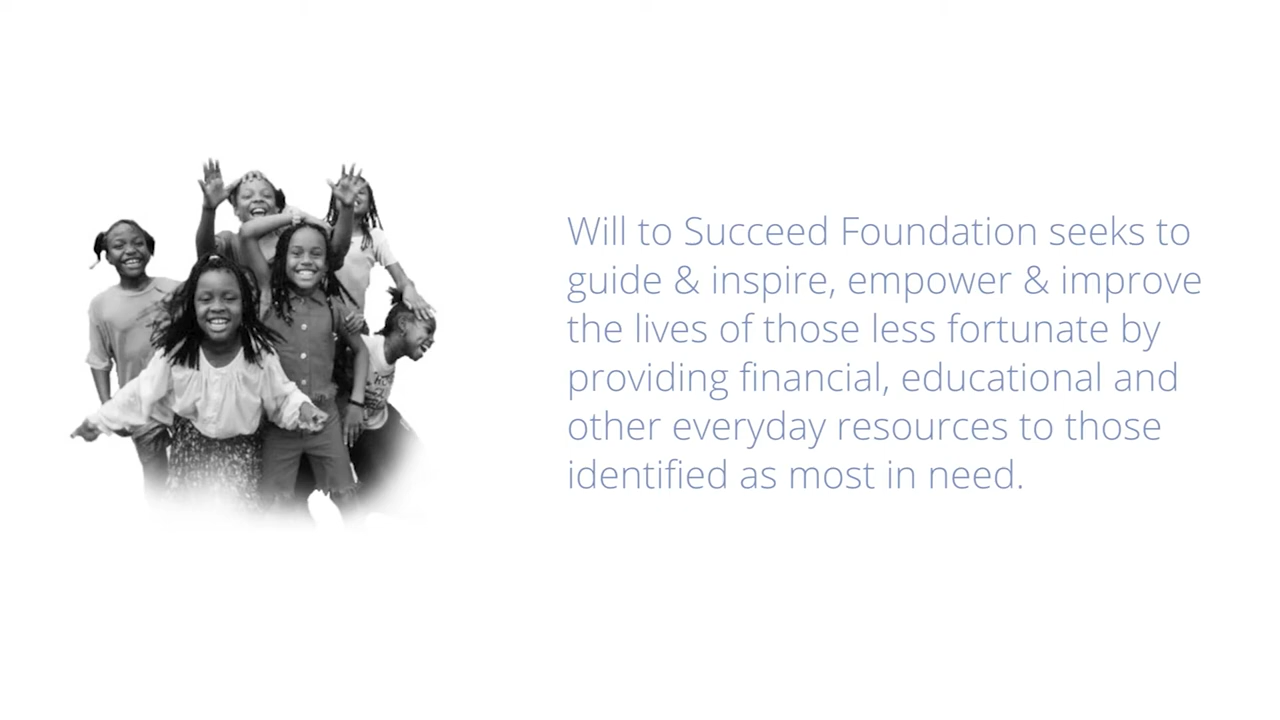 Will to Succeed Foundation seeks to
guide & inspire, empower & improve
the lives of those less fortunate by
providing financial, educational and
other everyday resources to those
identified as most in need.